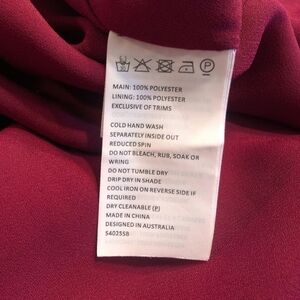 P
MAIN: 100% POLYESTER
LINING: 100% POLYESTER
EXCLUSIVE OF TRIMS
COLD HAND WASH
SEPARATELY INSIDE OUT
REDUCED SPIN
DO NOT BLEACH, RUB, SOAK OR
WRING
DO NOT TUMBLE DRY
DRIP DRY IN SHADE
COOL IRON ON REVERSE SIDE IF
REQUIRED
DRY CLEANABLE (P)
MADE IN CHINA
DESIGNED IN AUSTRALIA
S402558